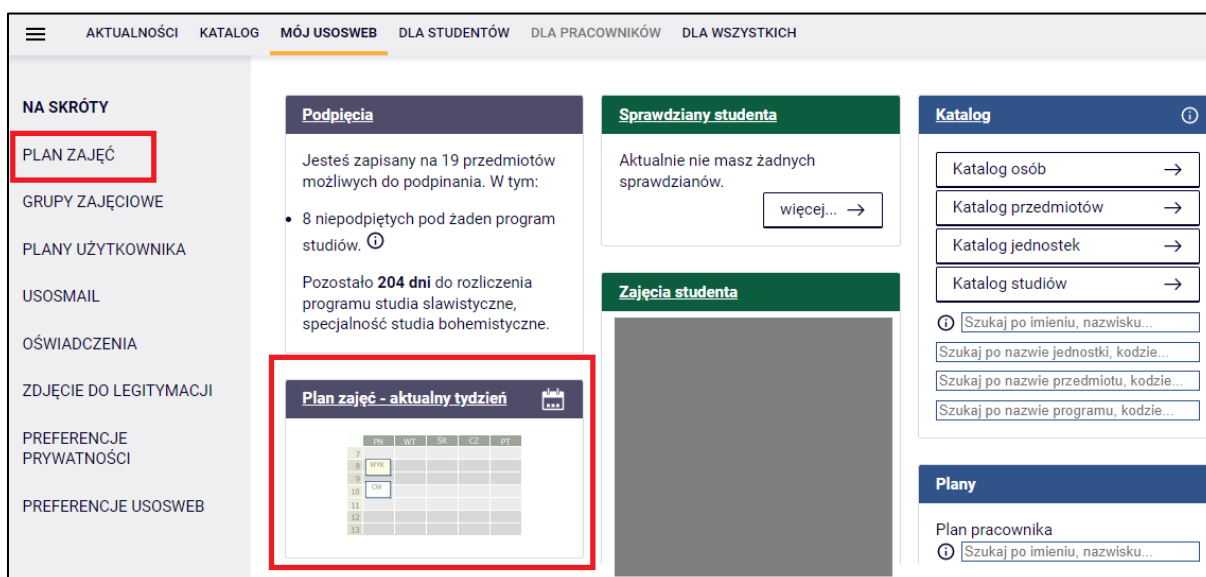 AKTUALNOŚCI KATALOG MÓJ USOSWEB DLA STUDENTÓW DLA PRACOWNIKÓW DLA WSZYSTKICH
NA SKRÓTY
PLAN ZAJĘĆ
GRUPY ZAJĘCIOWE
PLANY UŻYTKOWNIKA
USOSMAIL
OŚWIADCZENIA
ZDJĘCIE DO LEGITYMACJI
PREFERENCJE
PRYWATNOŚCI
PREFERENCJE USOSWEB
Podpięcia
Jesteś zapisany na 19 przedmiotów
możliwych do podpinania. W tym:
• 8 niepodpiętych pod żaden program
studiów.
Pozostało 204 dni do rozliczenia
programu studia slawistyczne,
specjalność studia bohemistyczne.
Plan zajęć - aktualny tydzień
PN WT ŚR CZ PT
7
8 WYK
9
10 CW
11
12
13
Sprawdziany studenta
Aktualnie nie masz żadnych
sprawdzianów.
więcej... →
Zajęcia studenta
Katalog
Katalog osób →
Katalog przedmiotów →
Katalog jednostek →
Katalog studiów →
Szukaj po imieniu, nazwisku...
Szukaj po nazwie jednostki, kodzie...
Szukaj po nazwie przedmiotu, kodzie...
Szukaj po nazwie programu, kodzie...
Plany
Plan pracownika
Szukaj po imieniu, nazwisku...